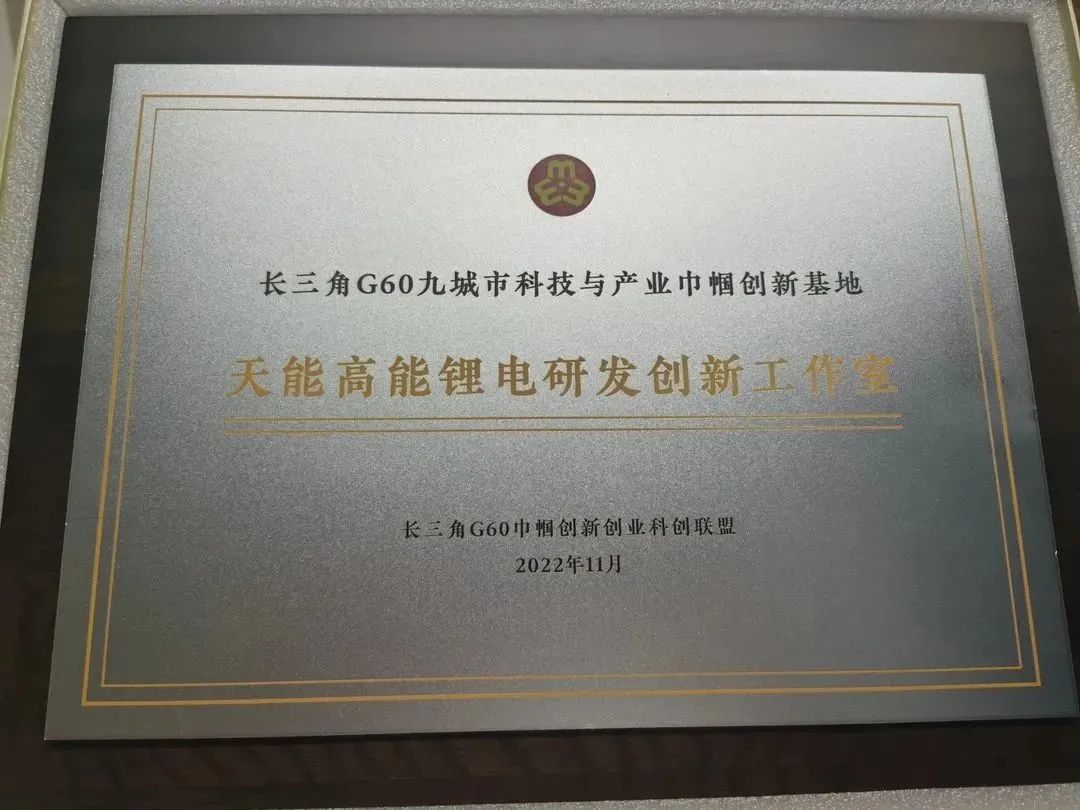 长三角G60九城市科技与产业巾帼创新基地
天能高能锂电研发创新工作室
长三角G60巾帼创新创业科创联盟
2022年11月